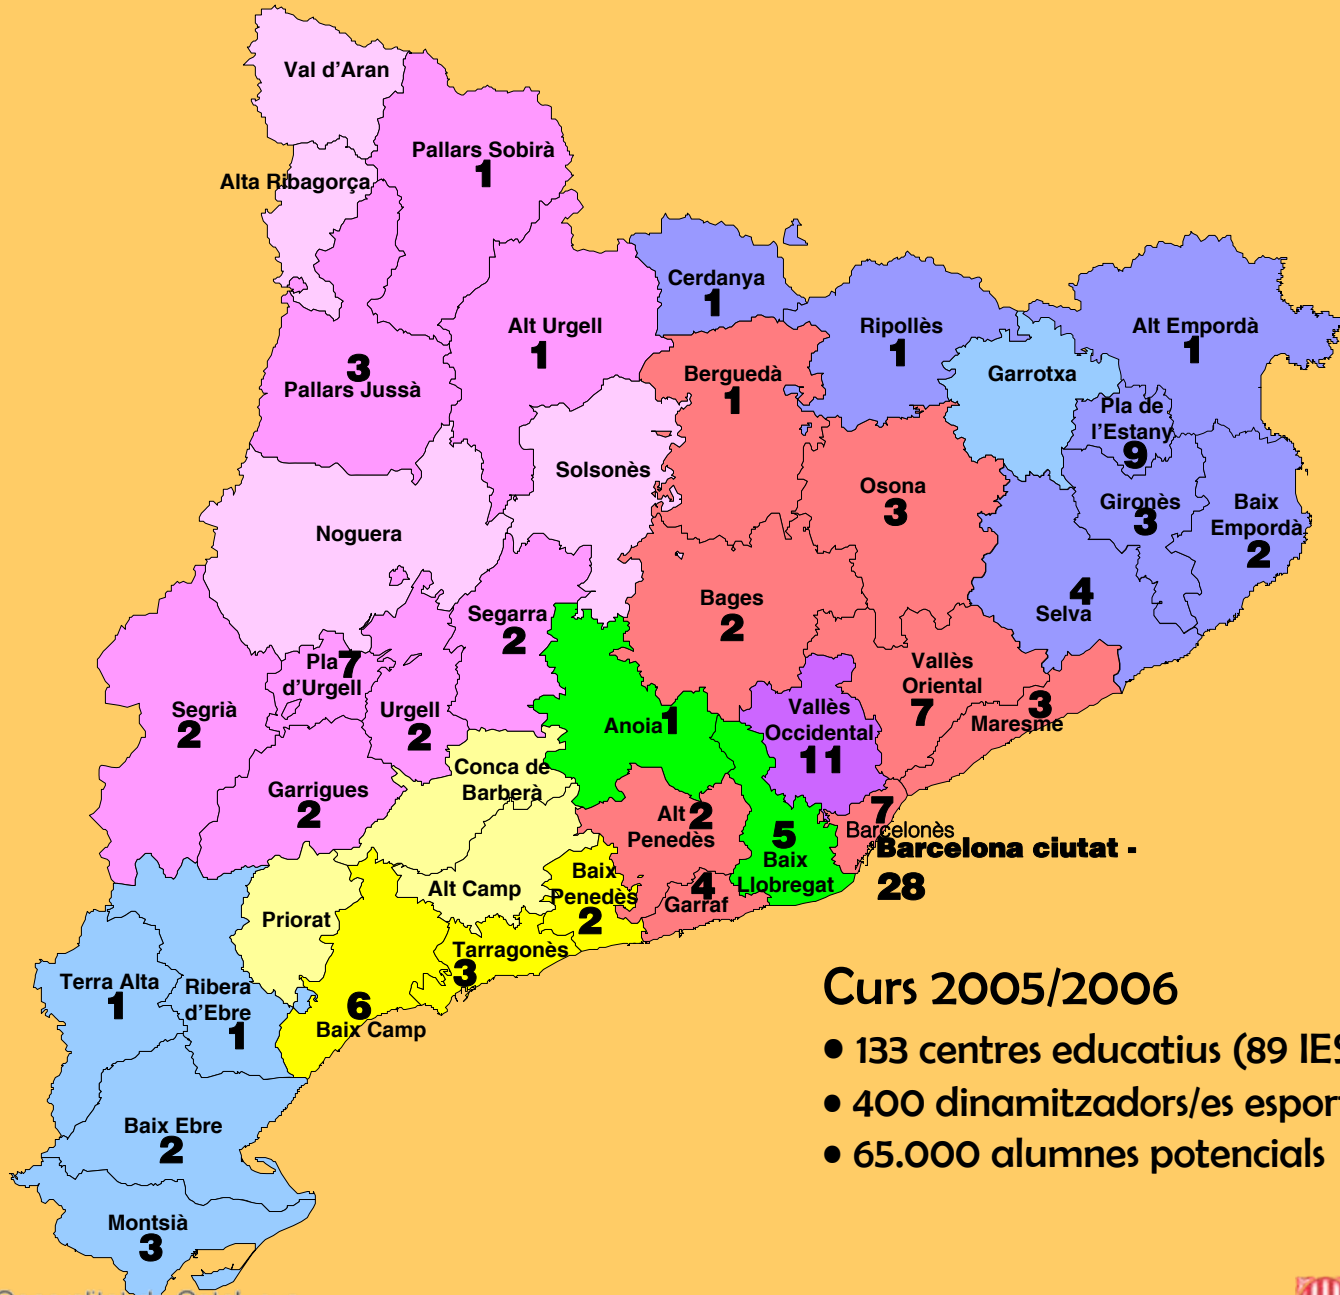 Val d'Aran
Pallars Sobirà
1
Alta Ribagorça
Cerdanya
1
Alt Urgell
1
Ripollès
1
Alt Empordà
1
3
Pallars Jussà
Berguedà
1
Garrotxa
Pla de
l'Estany
9
Solsonès
Osona
3
Gironès
3
Baix
Empordà
2
Noguera
Bages
2
4
Selva
Segarra
2
Pla 7
d'Urgell
Vallès
Oriental
7
Segrià
2
Urgell
2
Anoia 1
Vallès
Occidental
11
3
Maresme
Conca de
Barberà
Garrigues
2
Alt 2
Penedès
5
Baix
Llobregat
7
Barcelonès
Barcelona ciutat -
28
Alt Camp
Baix
Penedès
2
4
Garraf
Priorat
Tarragonès
3
Terra Alta
1
Ribera
d'Ebre
1
6
Baix Camp
Curs 2005/2006
• 133 centres educatius (89 IES
• 400 dinamitzadors/es espor
• 65.000 alumnes potencials
Baix Ebre
2
Montsià
3